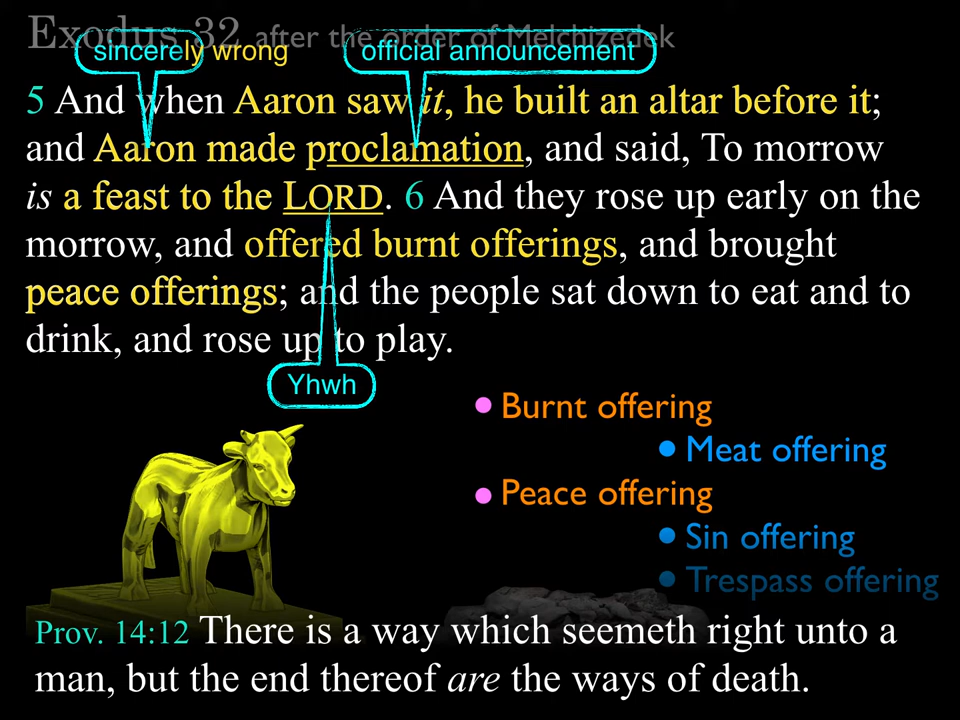 Exodus 32 after the order of Melchizedek
sincerely wrong
official announcement
5 And when Aaron saw it, he built an altar before it;
and Aaron made proclamation, and said, To morrow
is a feast to the LORD. 6 And they rose up early on the
morrow, and offered burnt offerings, and brought
peace offerings; and the people sat down to eat and to
drink, and rose up to play.
Yhwh
• Burnt offering
• Meat offering
• Peace offering
• Sin offering
• Trespass offering
Prov. 14:12 There is a way which seemeth right unto a
man, but the end thereof are the ways of death.